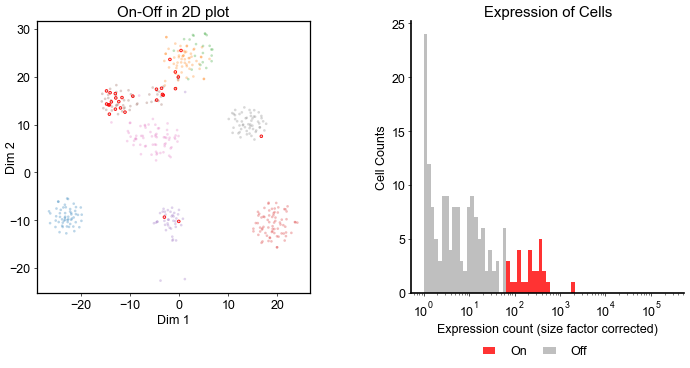 On-Off in 2D plot
30
20
10
0
−10
−20
Dim 2
−20
−10
0
10
20
Dim 1
Expression of Cells
25
20
15
10
5
0
Cell Counts
10^0
10^1
10^2
10^3
10^4
10^5
Expression count (size factor corrected)
On
Off